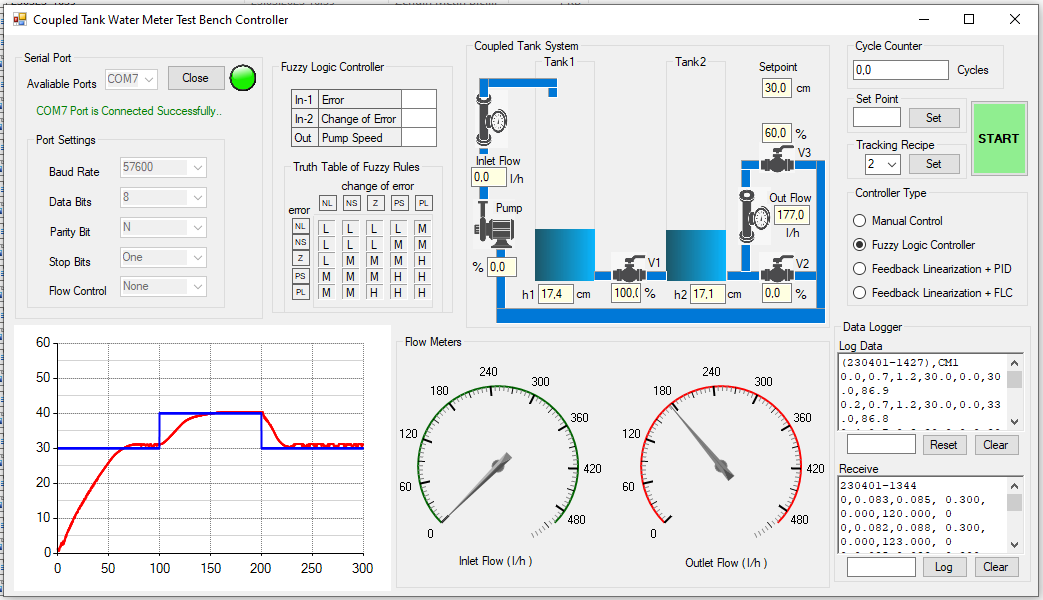 Coupled Tank Water Meter Test Bench Controller
Serial Port
Avaliable Ports COM7 Close
COM7 Port is Connected Successfully..
Port Settings
Baud Rate 57600
Data Bits 8
Parity Bit N
Stop Bits One
Flow Control None
Fuzzy Logic Controller
In-1 Error
In-2 Change of Error
Out Pump Speed
Truth Table of Fuzzy Rules
change of error
error NL NS Z PS PL
NL L L L L M
NS L L L M M
Z L M M M H
PS M M M H H
PL M M H H H
Coupled Tank System
Tank1
Tank2
Setpoint
30,0 cm
60,0 %
V3
Inlet Flow
0,0 l/h
Out Flow
177,0
l/h
Pump
% 0,0
V1
V2
h1 17,4 cm
100,( %
h2 17,1 cm
0,0 %
Cycle Counter
0,0 Cycles
Set Point
Set
Tracking Recipe
2 Set
START
Controller Type
Manual Control
Fuzzy Logic Controller
Feedback Linearization + PID
Feedback Linearization + FLC
60
50
40
30
20
10
0
0 50 100 150 200 250 300
Flow Meters
0 60 120 180 240 300 360 420 480
Inlet Flow ( l/h )
0 60 120 180 240 300 360 420 480
Outlet Flow ( l/h )
Data Logger
Log Data
(230401-1427),CM1
0.0,0.7,1.2,30.0,0.0,30
.0,86.9
0.2,0.7,1.2,30.0,0.0,33
.0,86.8
Reset Clear
Receive
230401-1344
0,0.083,0.085, 0.300,
0.000,120.000, 0
0,0.082,0.088, 0.300,
0.000,123.000, 0
Log Clear